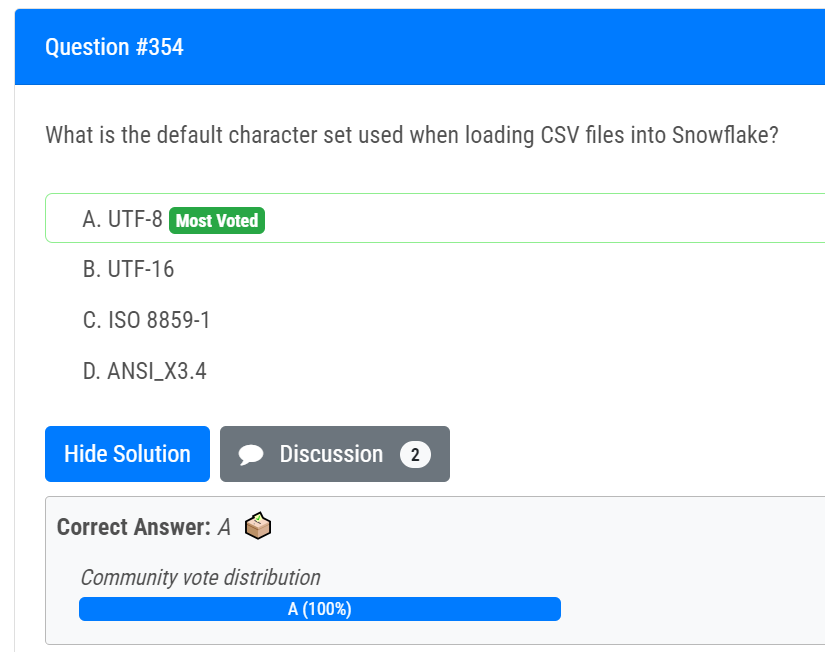 Question #354
What is the default character set used when loading CSV files into Snowflake?
A. UTF-8 Most Voted
B. UTF-16
C. ISO 8859-1
D. ANSI_X3.4
Hide Solution Discussion 2
Correct Answer: A
Community vote distribution
A (100%)